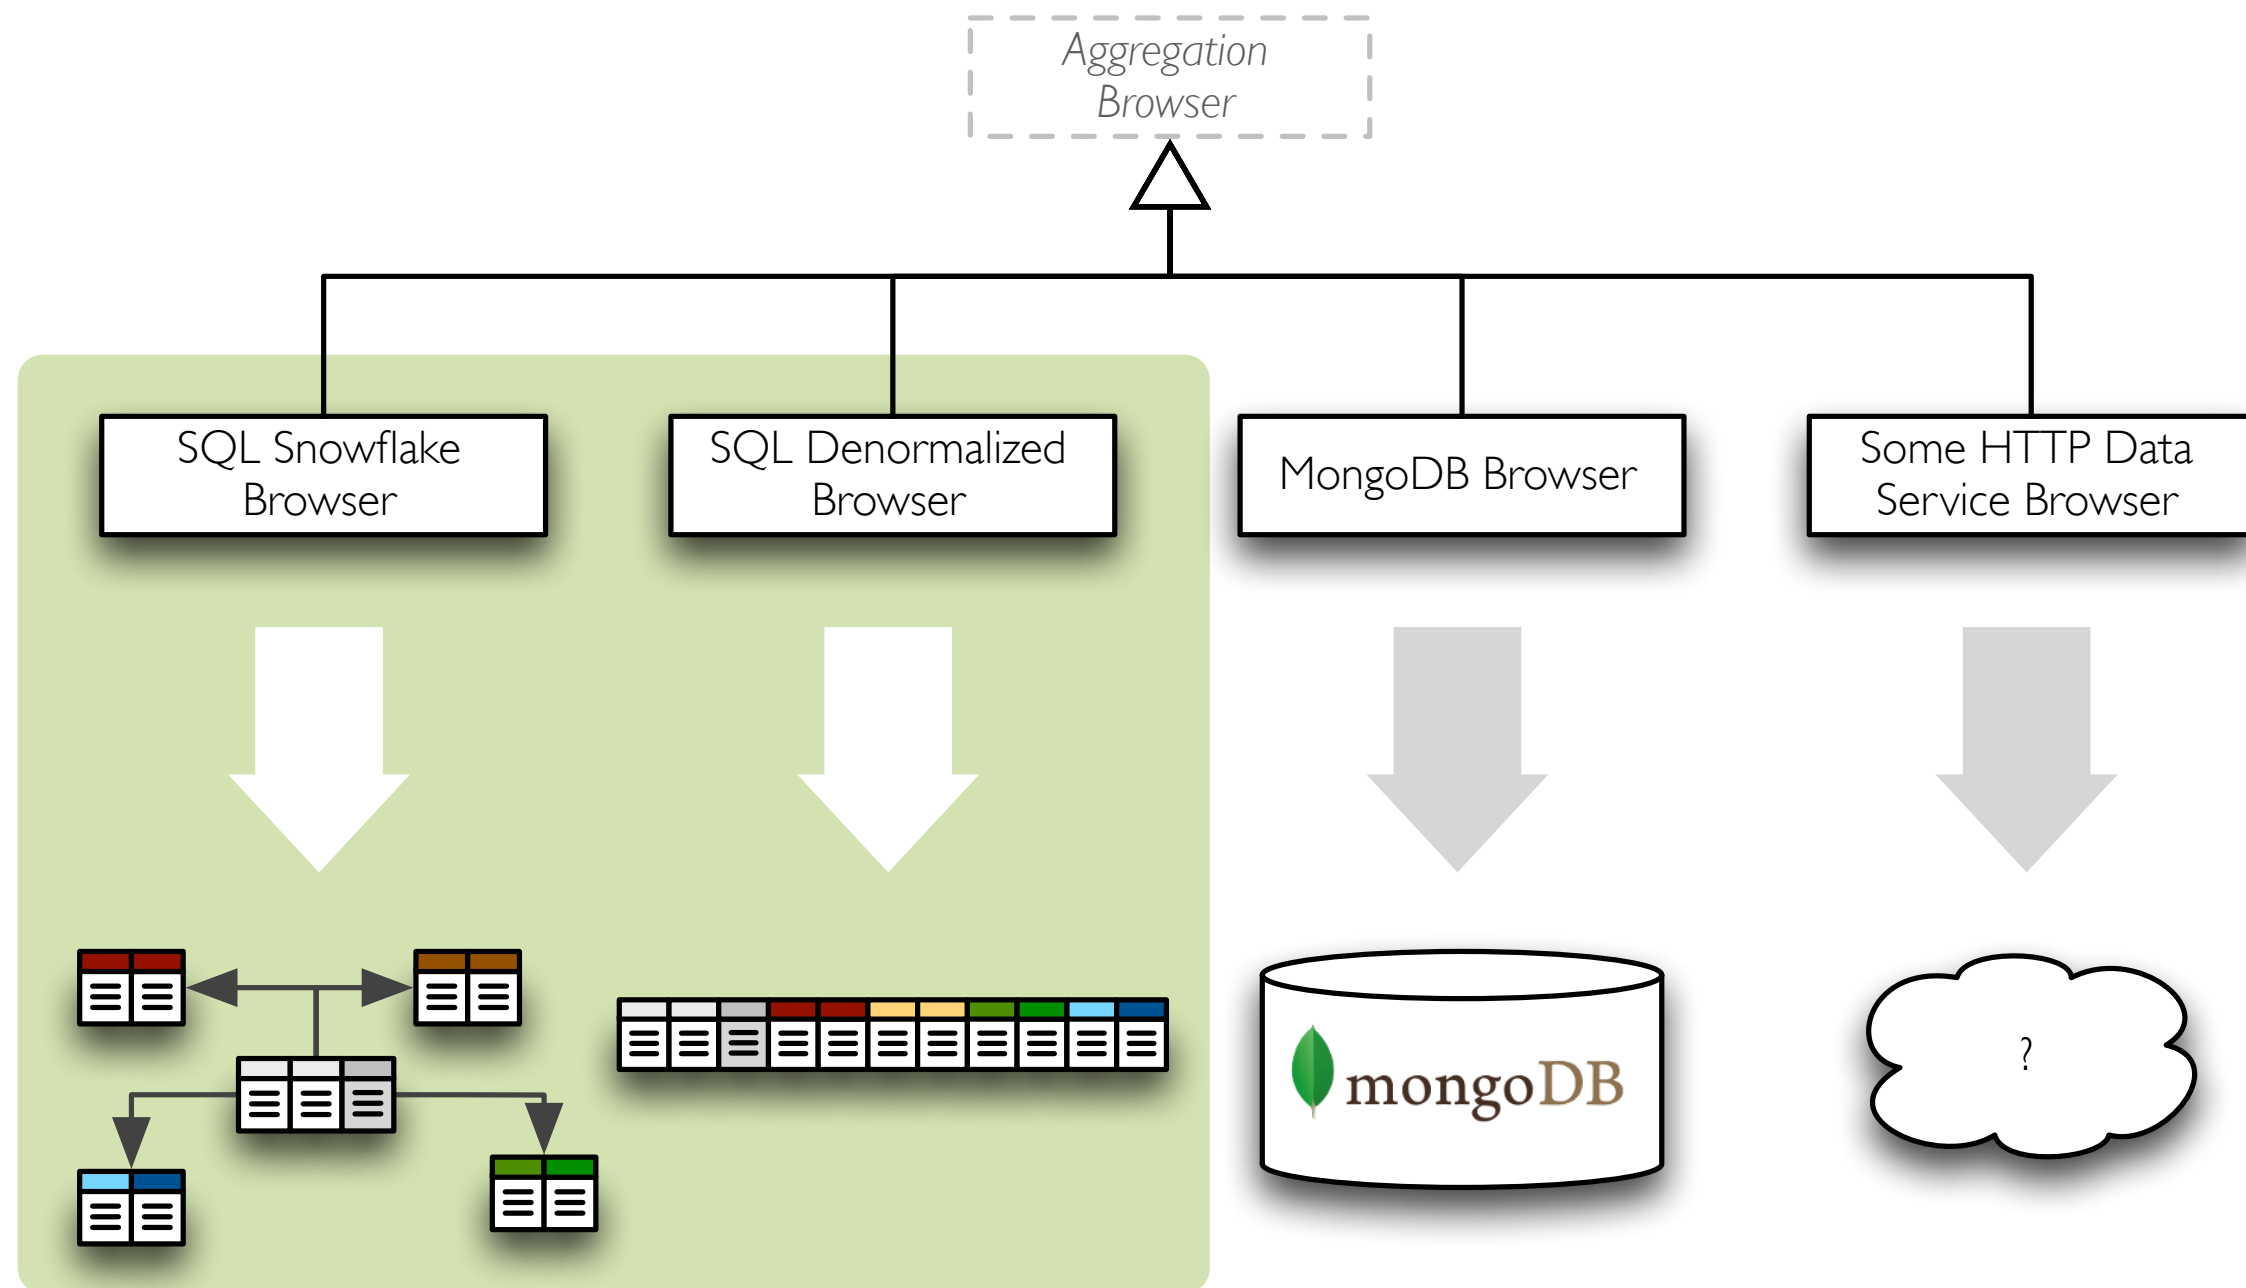 Aggregation
Browser
SQL Snowflake
Browser
SQL Denormalized
Browser
MongoDB Browser
Some HTTP Data
Service Browser
mongoDB
?